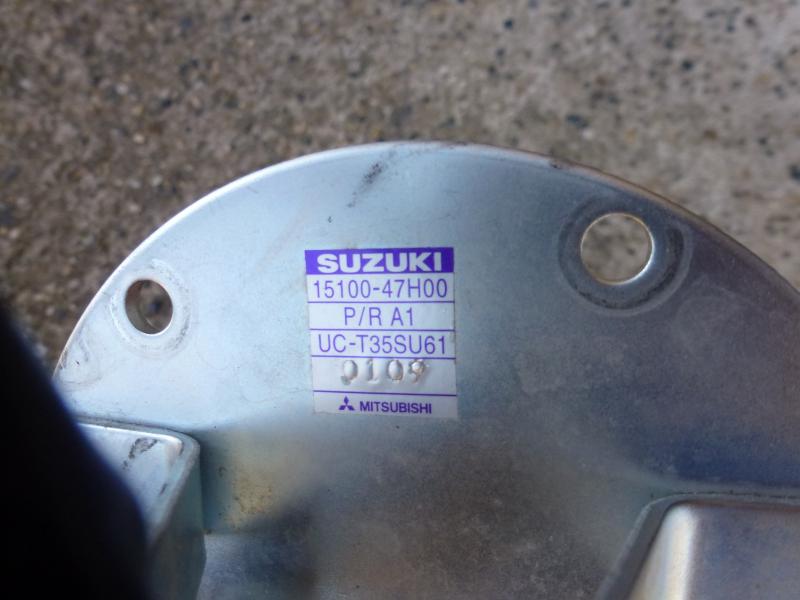 SUZUKI
15100-47H00
P/R A1
UC-T35SU61
0109
MITSUBISHI